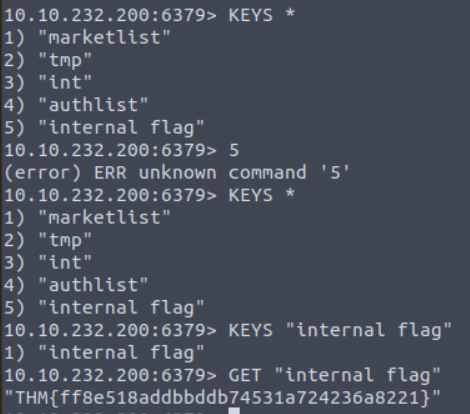 10.10.232.200:6379> KEYS *
1) "marketlist"
2) "tmp"
3) "int"
4) "authlist"
5) "internal flag"
10.10.232.200:6379> 5
(error) ERR unknown command '5'
10.10.232.200:6379> KEYS *
1) "marketlist"
2) "tmp"
3) "int"
4) "authlist"
5) "internal flag"
10.10.232.200:6379> KEYS "internal flag"
1) "internal flag"
10.10.232.200:6379> GET "internal flag"
"THM{ff8e518addbbddb74531a724236a8221}"